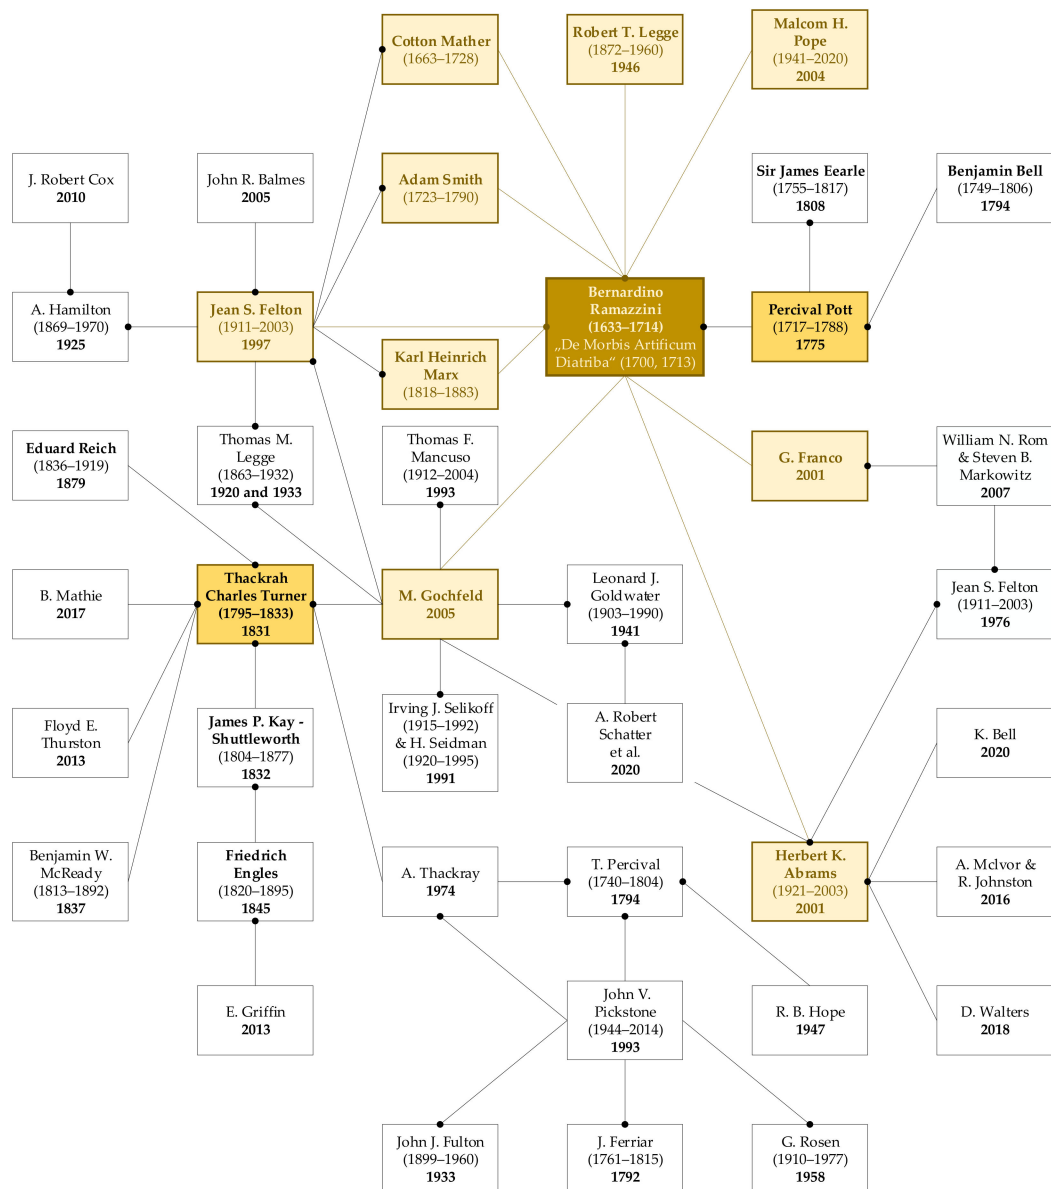 Cotton Mather
(1663–1728)
Robert T. Legge
(1872–1960)
1946
Malcom H.
Pope
(1941–2020)
2004
J. Robert Cox
2010
John R. Balmes
2005
Adam Smith
(1723–1790)
Sir James Eearle
(1755–1817)
1808
Benjamin Bell
(1749–1806)
1794
A. Hamilton
(1869–1970)
1925
Jean S. Felton
(1911–2003)
1997
Karl Heinrich
Marx
(1818–1883)
Bernardino
Ramazzini
(1633–1714)
„De Morbis Artificum
Diatriba“ (1700, 1713)
Percival Pott
(1717–1788)
1775
Eduard Reich
(1836–1919)
1879
Thomas M.
Legge
(1863–1932)
1920 and 1933
Thomas F.
Mancuso
(1912–2004)
1993
G. Franco
2001
William N. Rom
& Steven B.
Markowitz
2007
B. Mathie
2017
Thackrah
Charles Turner
(1795–1833)
1831
M. Gochfeld
2005
Leonard J.
Goldwater
(1903–1990)
1941
Jean S. Felton
(1911–2003)
1976
Floyd E.
Thurston
2013
James P. Kay -
Shuttleworth
(1804–1877)
1832
Irving J. Selikoff
(1915–1992)
& H. Seidman
(1920–1995)
1991
A. Robert
Schatter
et al.
2020
K. Bell
2020
Benjamin W.
McReady
(1813–1892)
1837
Friedrich
Engles
(1820–1895)
1845
A. Thackray
1974
T. Percival
(1740–1804)
1794
Herbert K.
Abrams
(1921–2003)
2001
A. McIvor &
R. Johnston
2016
E. Griffin
2013
John V.
Pickstone
(1944–2014)
1993
R. B. Hope
1947
D. Walters
2018
John J. Fulton
(1899–1960)
1933
J. Ferriar
(1761–1815)
1792
G. Rosen
(1910–1977)
1958